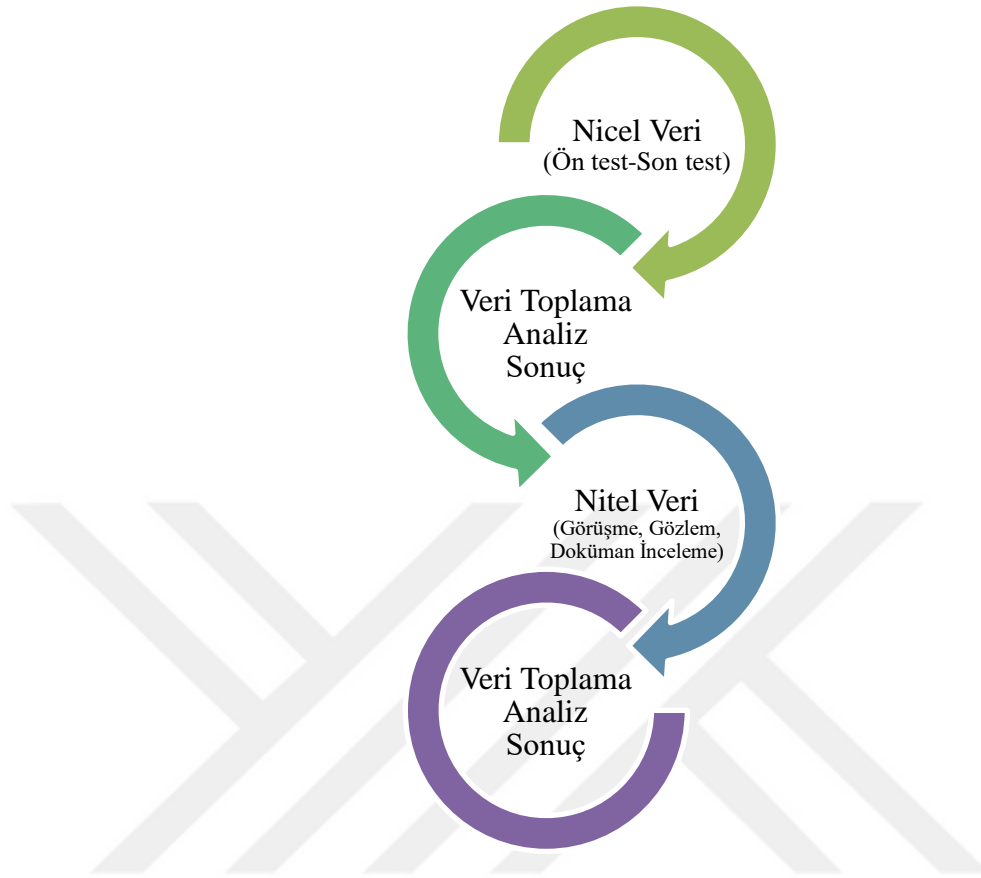 Nicel Veri
(Ön test-Son test)
Veri Toplama
Analiz
Sonuç
Nitel Veri
(Görüşme, Gözlem,
Doküman İnceleme)
Veri Toplama
Analiz
Sonuç